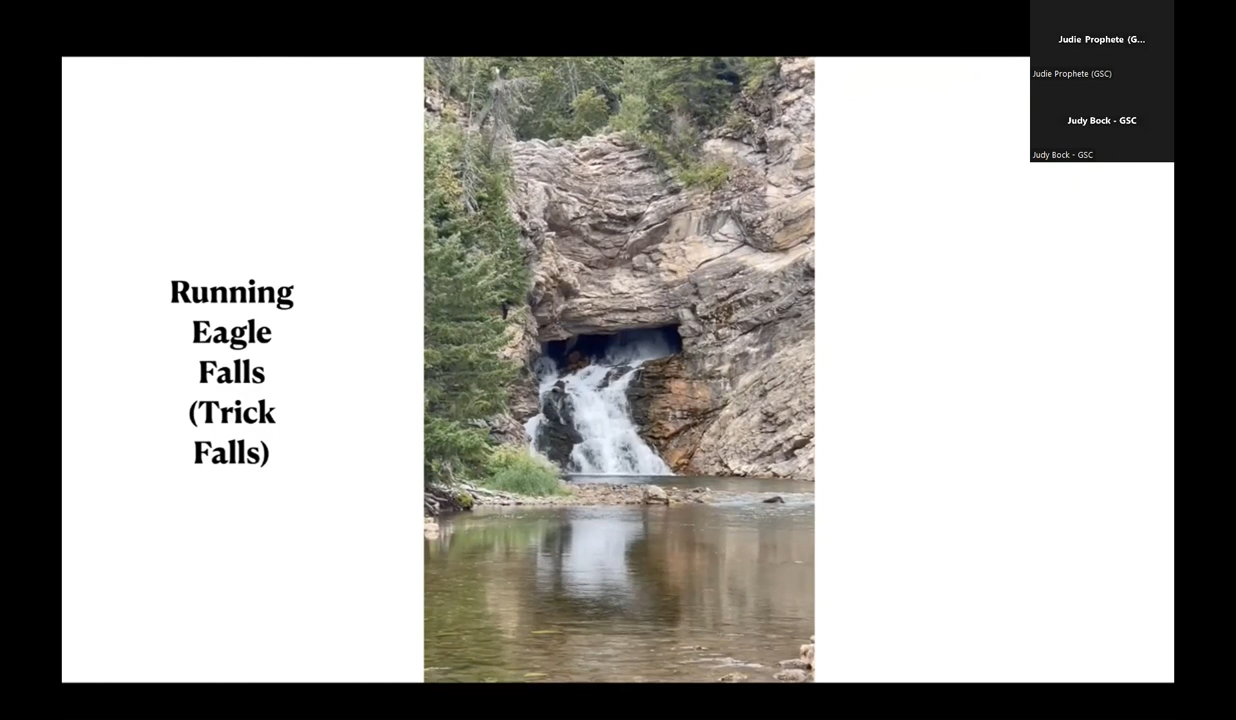 Running
Eagle
Falls
(Trick
Falls)
Judie Prophete (G...
Judie Prophete (GSC)
Judy Bock - GSC
Judy Bock - GSC